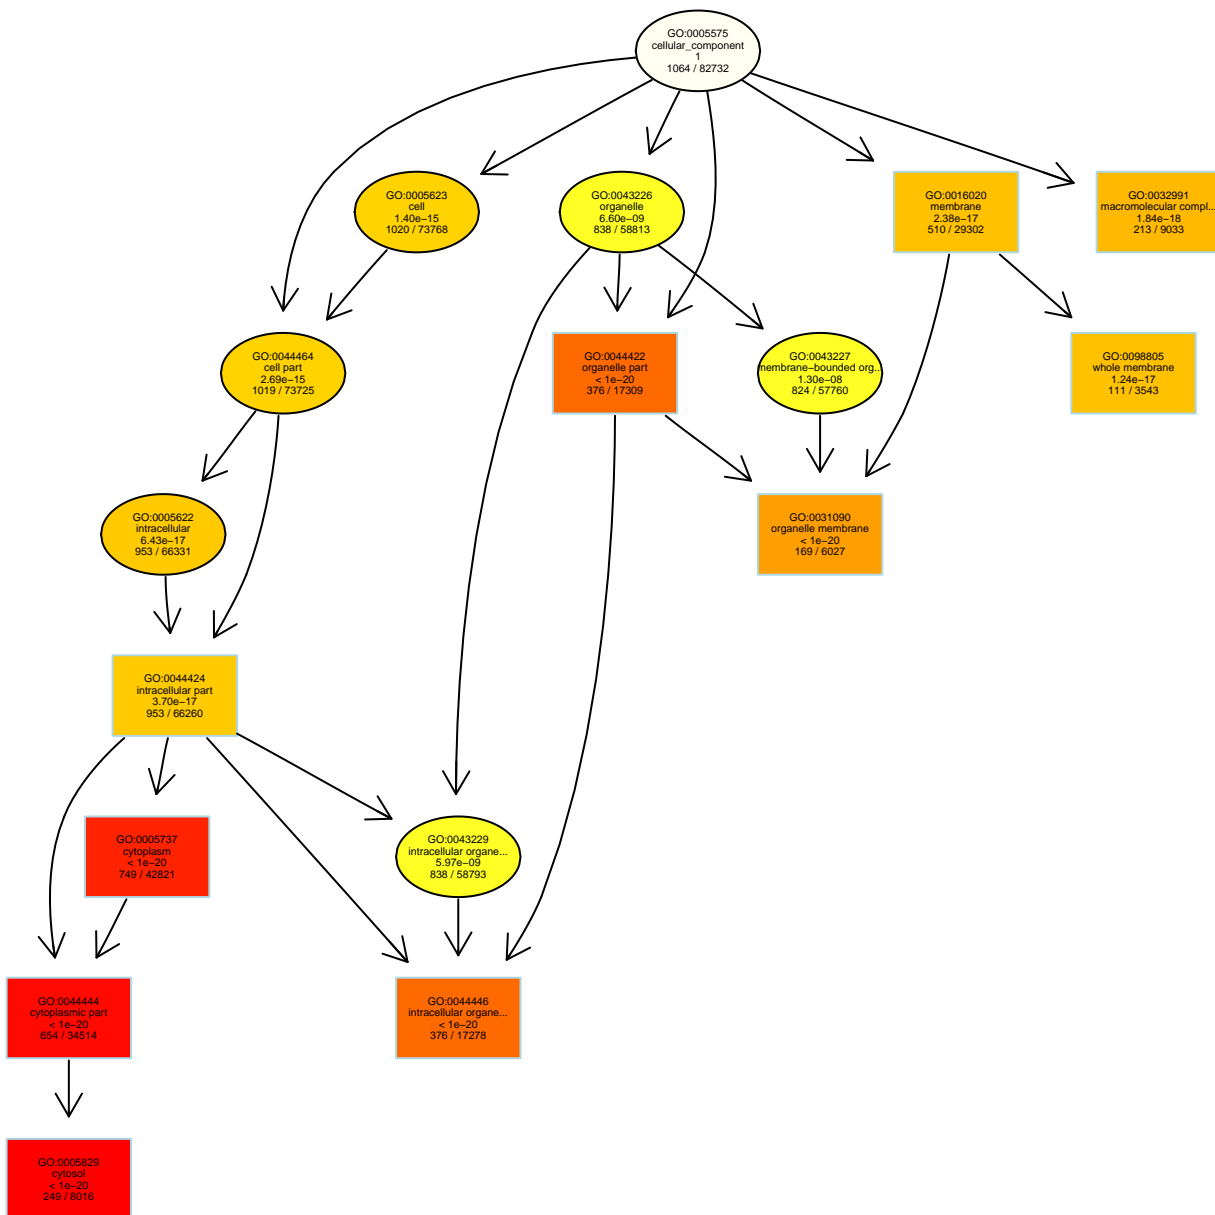 GO:0005575
cellular_component
1
1064 / 82732
GO:0005623
cell
1.40e−15
1020 / 73768
GO:0043226
organelle
6.60e−09
838 / 58813
GO:0016020
membrane
2.38e−17
510 / 29302
GO:0032991
macromolecular compl...
1.84e−18
213 / 9033
GO:0044464
cell part
2.69e−15
1019 / 73725
GO:0044422
organelle part
< 1e−20
376 / 17309
GO:0043227
membrane−bounded org...
1.30e−08
824 / 57760
GO:0098805
whole membrane
1.24e−17
111 / 3543
GO:0005622
intracellular
6.43e−17
953 / 66331
GO:0031090
organelle membrane
< 1e−20
169 / 6027
GO:0044424
intracellular part
3.70e−17
953 / 66260
GO:0005737
cytoplasm
< 1e−20
749 / 42821
GO:0043229
intracellular organe...
5.97e−09
838 / 58793
GO:0044444
cytoplasmic part
< 1e−20
654 / 34514
GO:0044446
intracellular organe...
< 1e−20
376 / 17278
GO:0005829
cytosol
< 1e−20
249 / 8016